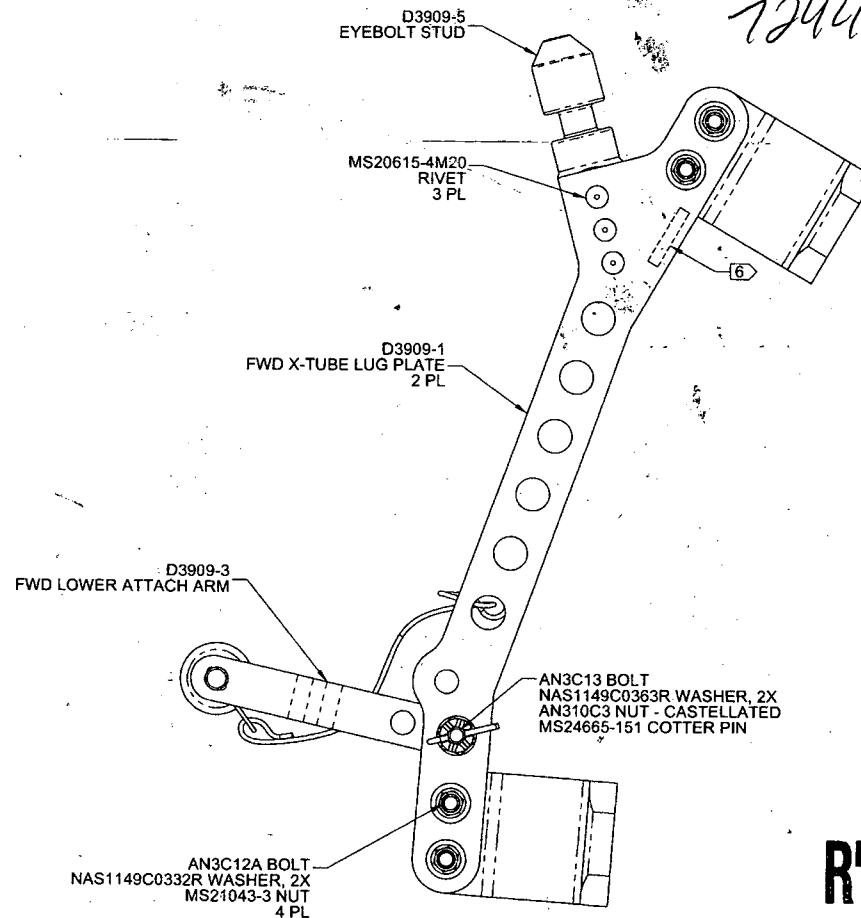 D3909-5
EYEBOLT STUD
MS20615-4M20
RIVET
3 PL
6
D3909-1
FWD X-TUBE LUG PLATE
2 PL
D3909-3
FWD LOWER ATTACH ARM
AN3C13 BOLT
NAS1149C0363R WASHER, 2X
AN310C3 NUT - CASTELLATED
MS24665-151 COTTER PIN
AN3C12A BOLT
NAS1149C0332R WASHER, 2X
MS21043-3 NUT
4 PL